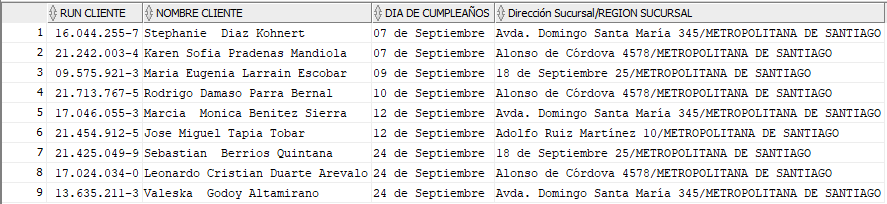 RUN CLIENTE NOMBRE CLIENTE DIA DE CUMPLEAÑOS Dirección Sucursal/REGION SUCURSAL
1 16.044.255-7 Stephanie  Diaz Kohnert 07 de Septiembre Avda. Domingo Santa María 345/METROPOLITANA DE SANTIAGO
2 21.242.003-4 Karen Sofia Pradenas Mandiola 07 de Septiembre Alonso de Córdova 4578/METROPOLITANA DE SANTIAGO
3 09.575.921-3 Maria Eugenia Larrain Escobar 09 de Septiembre 18 de Septiembre 25/METROPOLITANA DE SANTIAGO
4 21.713.767-5 Rodrigo Damaso Parra Bernal 10 de Septiembre Alonso de Córdova 4578/METROPOLITANA DE SANTIAGO
5 17.046.055-3 Marcia  Monica Benitez Sierra 12 de Septiembre Avda. Domingo Santa María 345/METROPOLITANA DE SANTIAGO
6 21.454.912-5 Jose Miguel Tapia Tobar 12 de Septiembre Adolfo Ruiz Martínez 10/METROPOLITANA DE SANTIAGO
7 21.425.049-9 Sebastian  Berrios Quintana 24 de Septiembre 18 de Septiembre 25/METROPOLITANA DE SANTIAGO
8 17.024.034-0 Leonardo Cristian Duarte Arevalo 24 de Septiembre Alonso de Córdova 4578/METROPOLITANA DE SANTIAGO
9 13.635.211-3 Valeska  Godoy Altamirano 24 de Septiembre Avda. Domingo Santa María 345/METROPOLITANA DE SANTIAGO